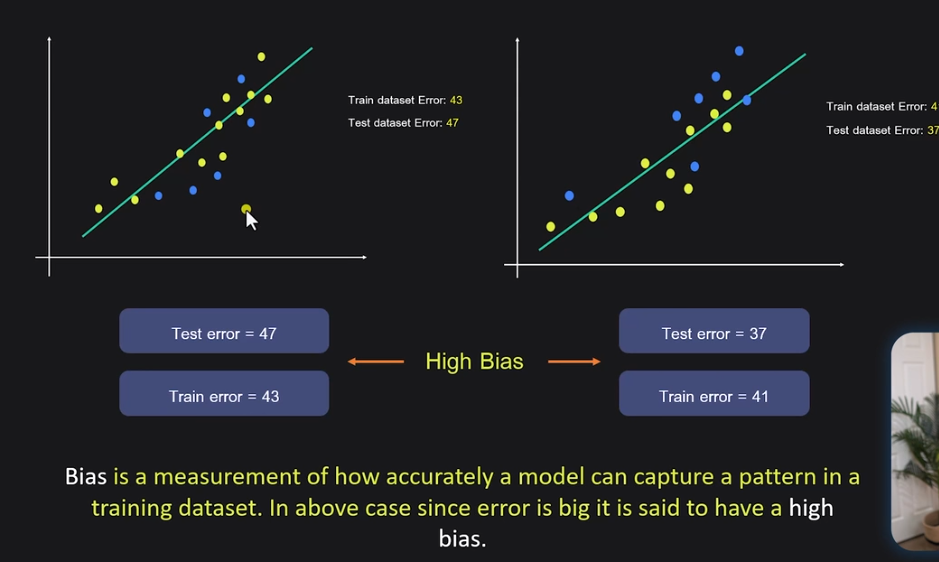 Train dataset Error: 43
Test dataset Error: 47
Train dataset Error: 4
Test dataset Error: 37
Test error = 47
Train error = 43
High Bias
Test error = 37
Train error = 41
Bias is a measurement of how accurately a model can capture a pattern in a
training dataset. In above case since error is big it is said to have a high
bias.